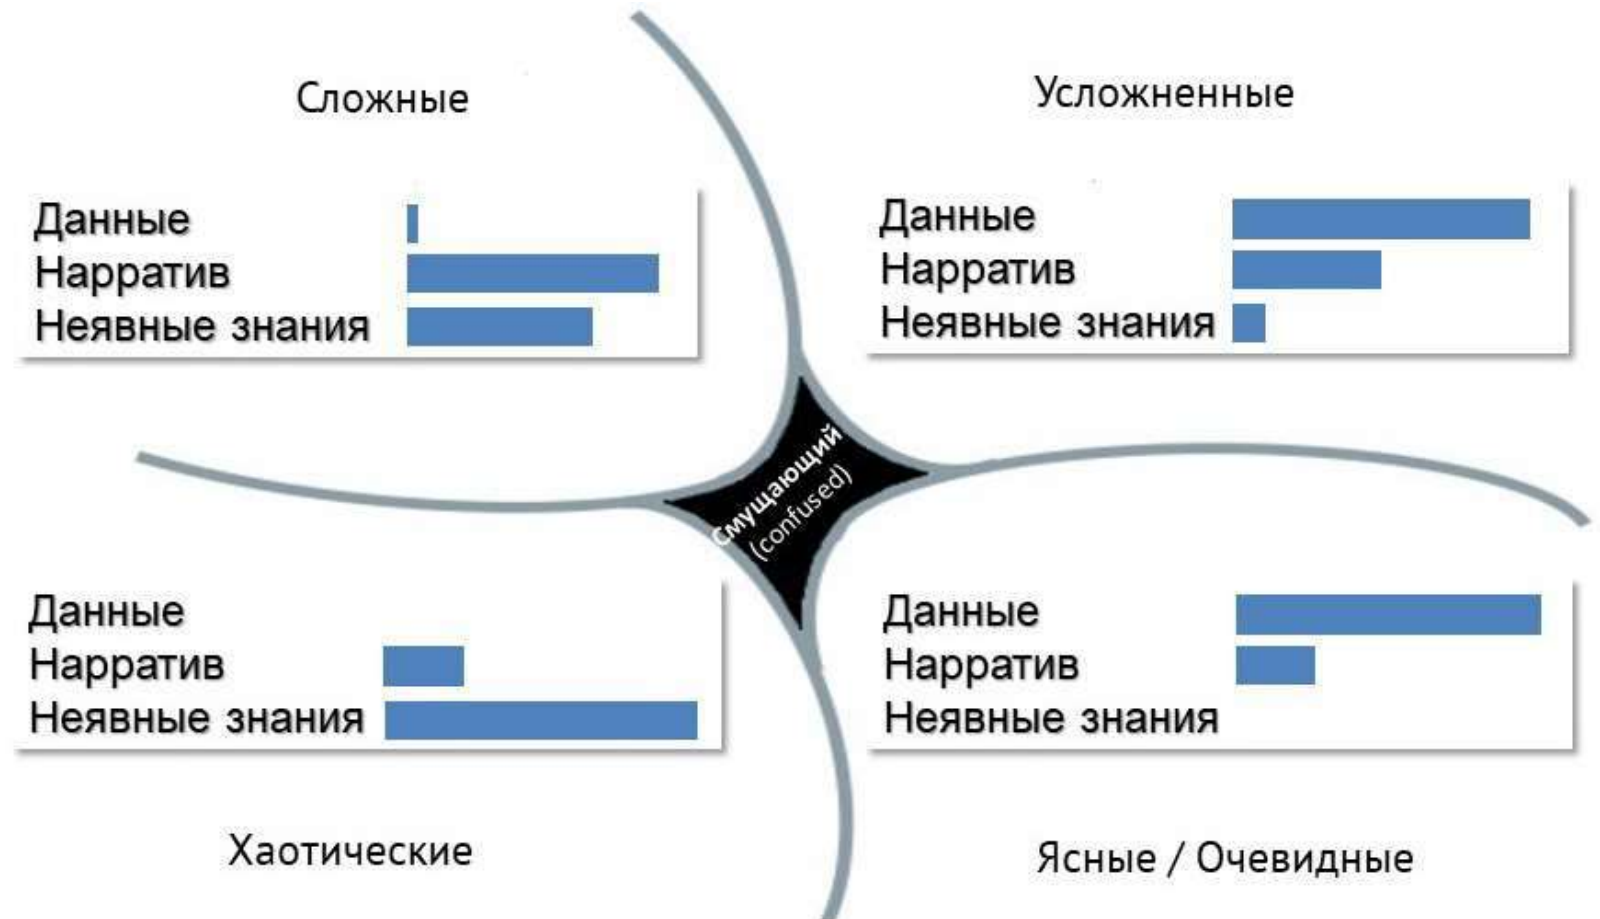 Сложные
Данные
Нарратив
Неявные знания
Усложненные
Данные
Нарратив
Неявные знания
Смущающий
(confused)
Данные
Нарратив
Неявные знания
Хаотические
Данные
Нарратив
Неявные знания
Ясные / Очевидные